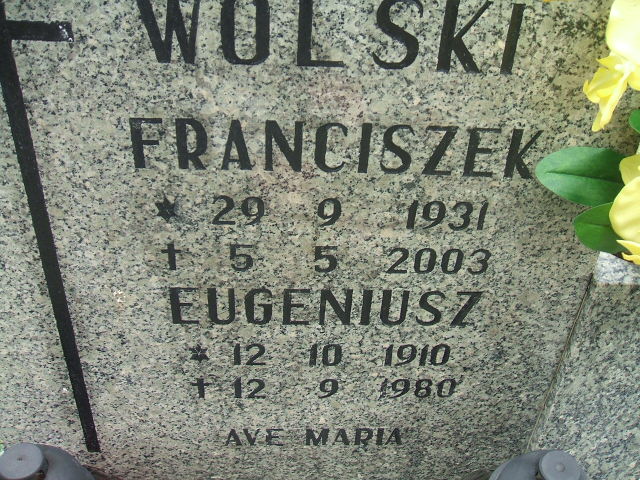 WOLSKI
FRANCISZEK
* 29 9 1931
† 5 5 2003
EUGENIUSZ
* 12 10 1910
† 12 9 1980
AVE MARIA